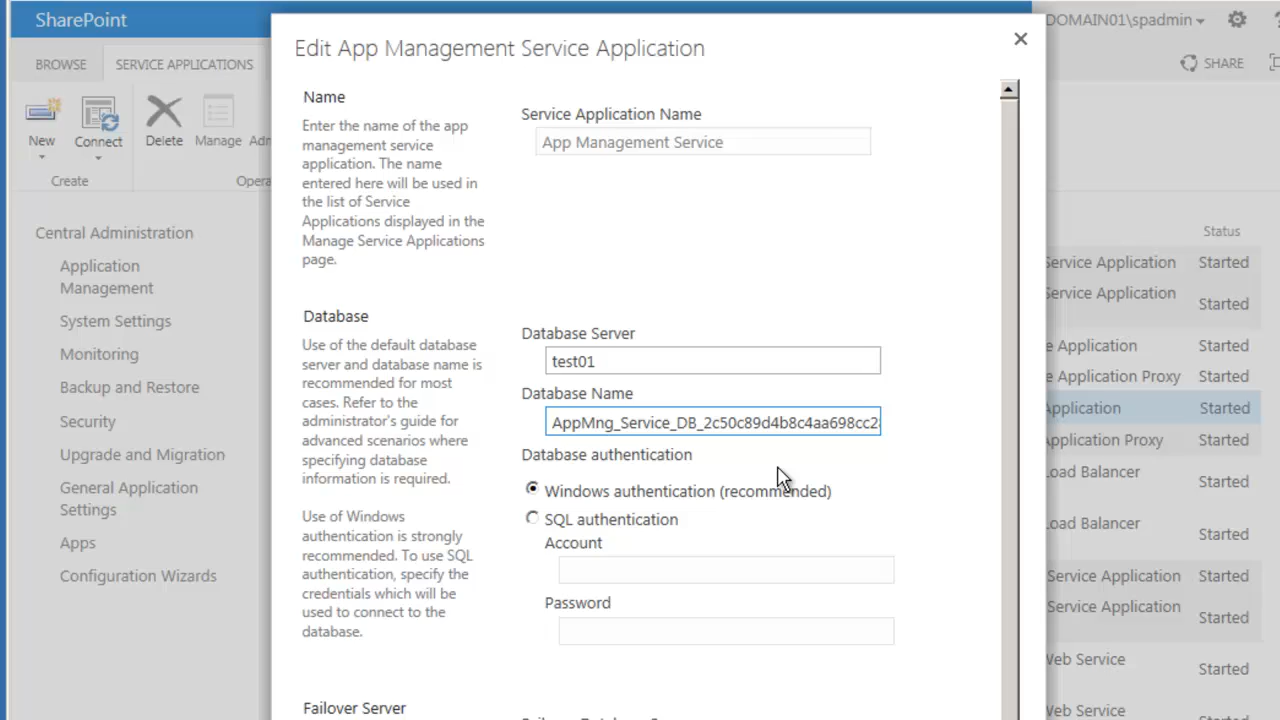 SharePoint
DOMAIN01\spadmin
BROWSE
SERVICE APPLICATIONS
SHARE
New
Connect
Delete
Manage
Create
Central Administration
Application
Management
System Settings
Monitoring
Backup and Restore
Security
Upgrade and Migration
General Application
Settings
Apps
Configuration Wizards
Edit App Management Service Application
Name
Enter the name of the app
management service
application. The name
entered here will be used in
the list of Service
Applications displayed in the
Manage Service Applications
page.
Service Application Name
App Management Service
Database
Use of the default database
server and database name is
recommended for most
cases. Refer to the
administrator's guide for
advanced scenarios where
specifying database
information is required.
Use of Windows
authentication is strongly
recommended. To use SQL
authentication, specify the
credentials which will be
used to connect to the
database.
Database Server
test01
Database Name
AppMng_Service_DB_2c50c89d4b8c4aa698cc2
Database authentication
Windows authentication (recommended)
SQL authentication
Account
Password
Failover Server
Status
Service Application Started
Service Application
Started
Application Started
Application Proxy Started
Application Started
Application Proxy Started
Load Balancer
Started
Load Balancer
Started
Service Application Started
Service Application
Started
Web Service
Started
Web Service